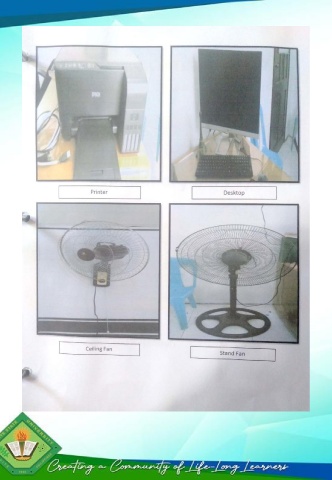 Printer
Desktop
Ceiling Fan
Stand Fan
Creating a Community of Life-Long Learners